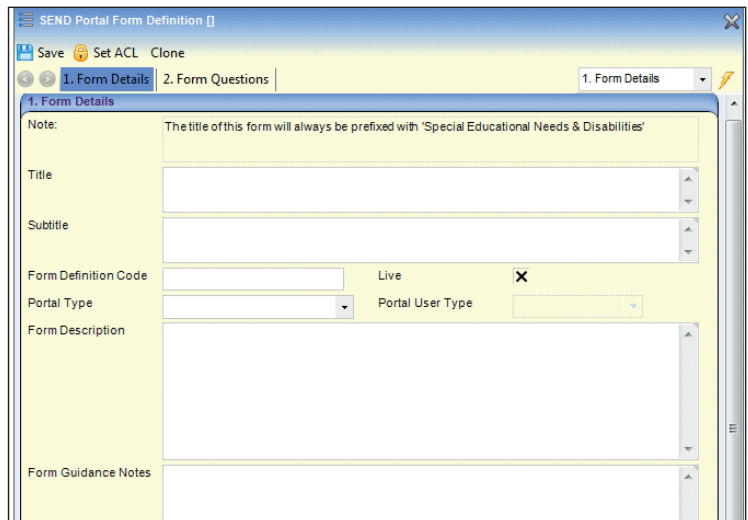 SEND Portal Form Definition []
Save Set ACL Clone
1. Form Details 2. Form Questions 1. Form Details
1. Form Details
Note: The title of this form will always be prefixed with 'Special Educational Needs & Disabilities'
Title
Subtitle
Form Definition Code Live
Portal Type Portal User Type
Form Description
Form Guidance Notes